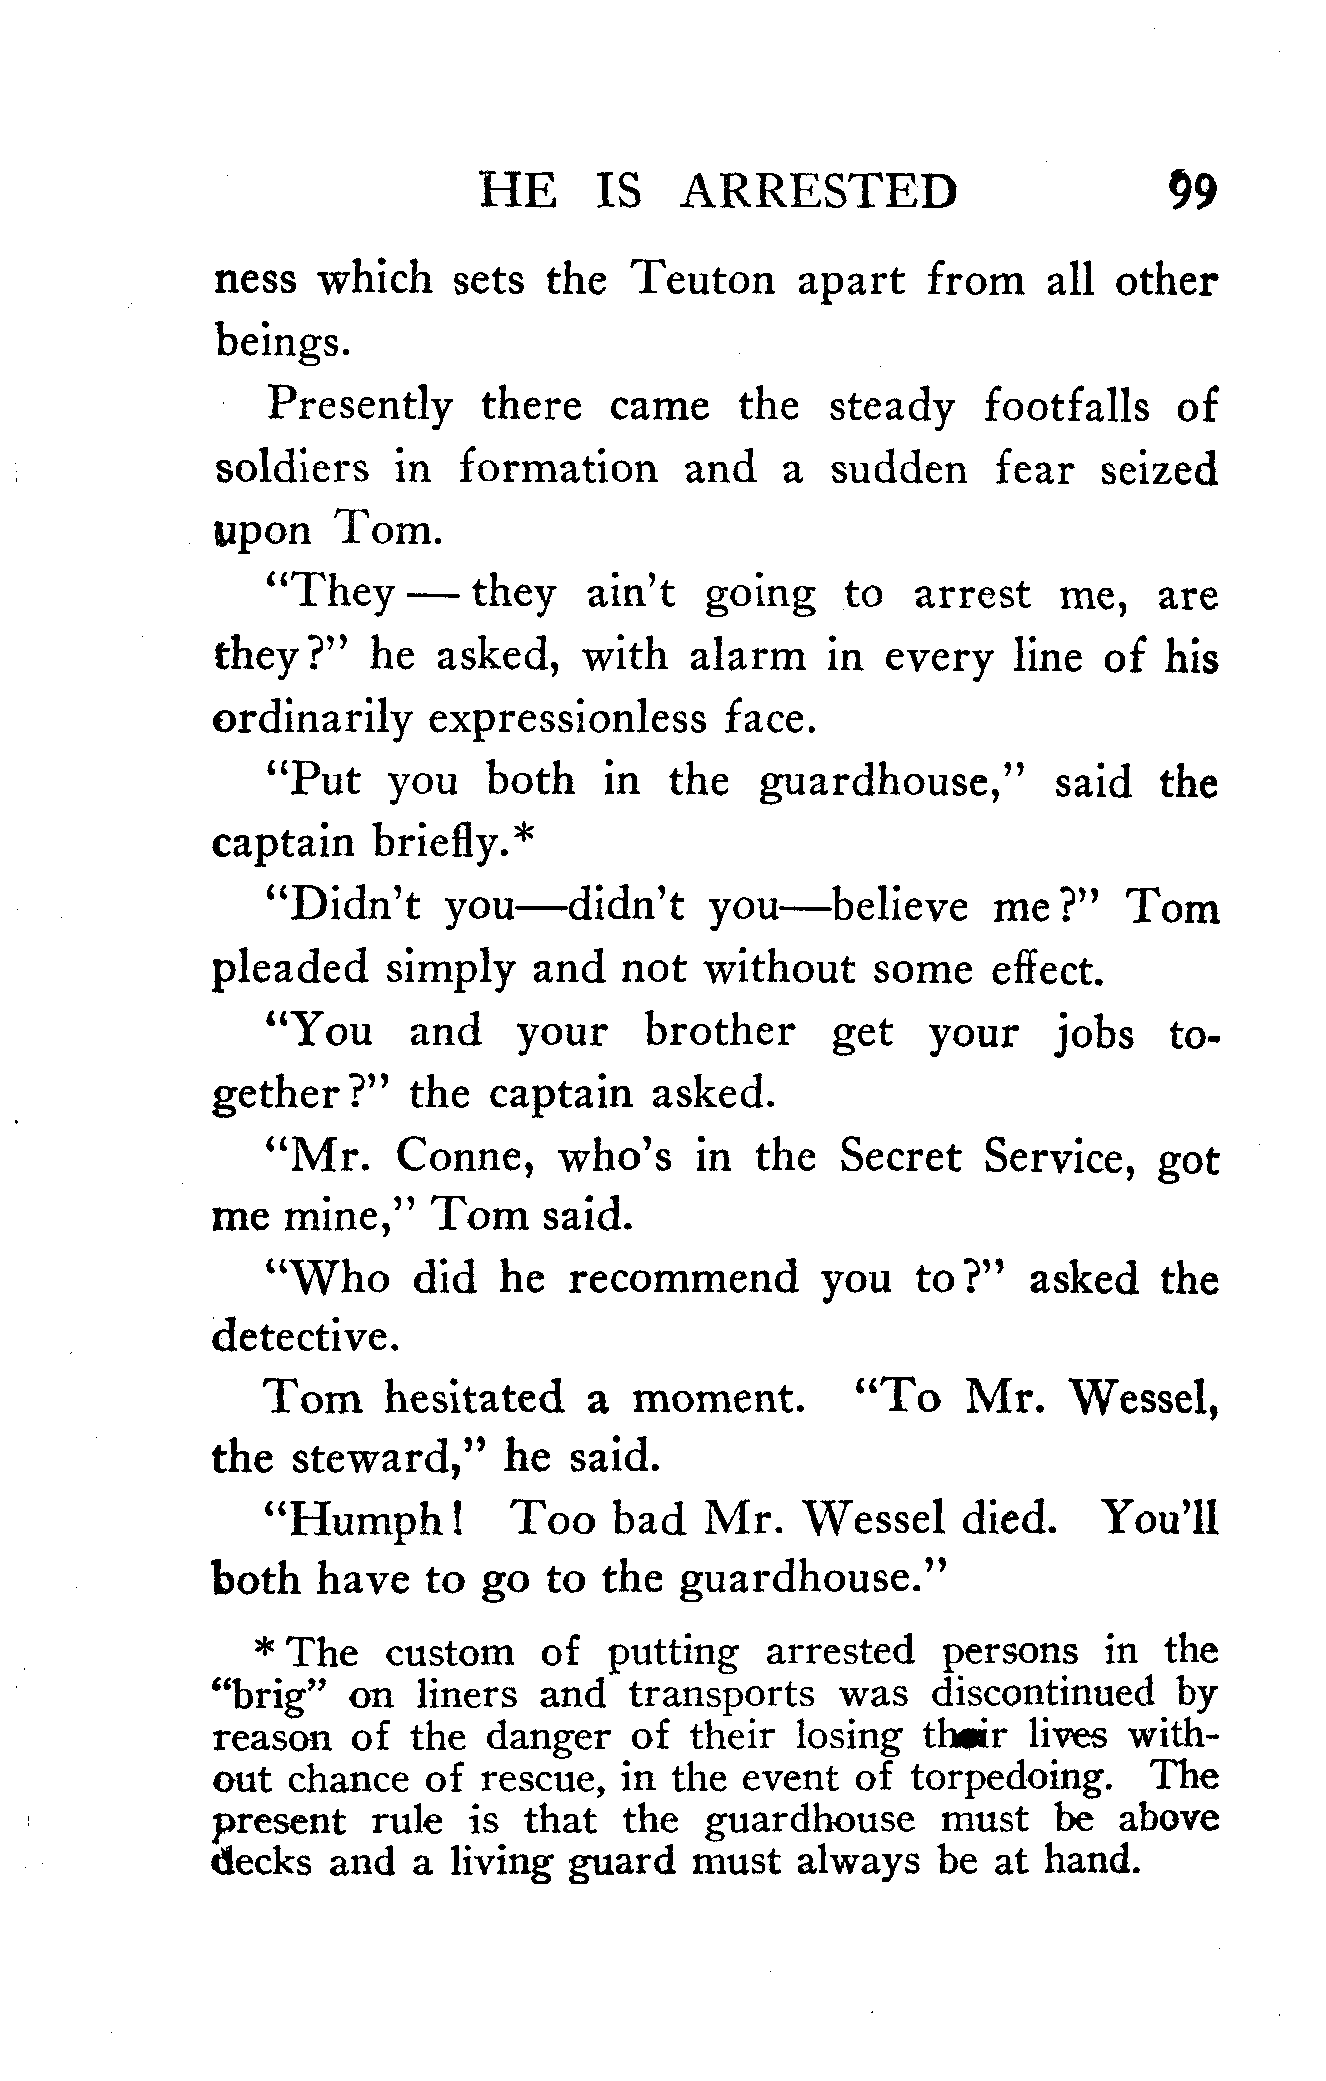 HE IS ARRESTED 99
ness which sets the Teuton apart from all other
beings.
Presently there came the steady footfalls of
soldiers in formation and a sudden fear seized
upon Tom.
“They — they ain't going to arrest me, are
they?” he asked, with alarm in every line of his
ordinarily expressionless face.
“Put you both in the guardhouse,” said the
captain briefly.*
“Didn't you—didn't you—believe me?” Tom
pleaded simply and not without some effect.
“You and your brother get your jobs to-
gether?” the captain asked.
“Mr. Conne, who's in the Secret Service, got
me mine,” Tom said.
“Who did he recommend you to?” asked the
detective.
Tom hesitated a moment. “To Mr. Wessel,
the steward,” he said.
“Humph! Too bad Mr. Wessel died. You'll
both have to go to the guardhouse.”
* The custom of putting arrested persons in the
“brig” on liners and transports was discontinued by
reason of the danger of their losing their lives with-
out chance of rescue, in the event of torpedoing. The
present rule is that the guardhouse must be above
decks and a living guard must always be at hand.